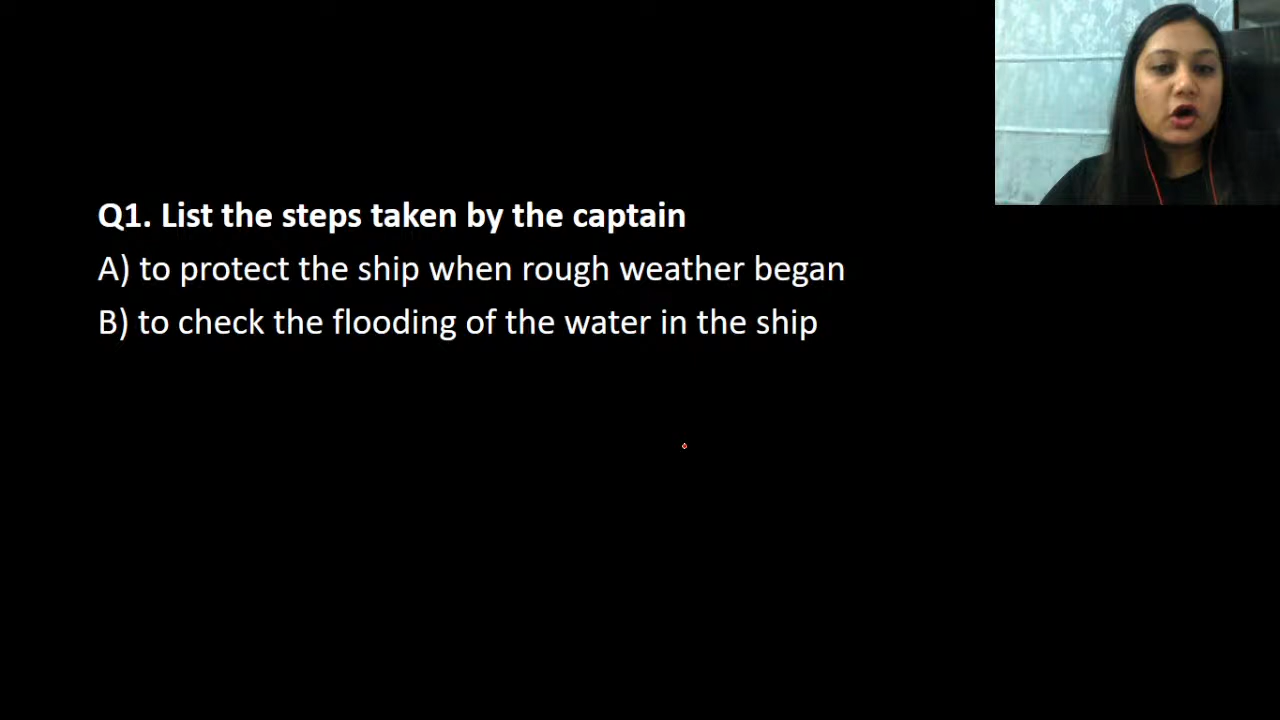 Q1. List the steps taken by the captain
A) to protect the ship when rough weather began
B) to check the flooding of the water in the ship